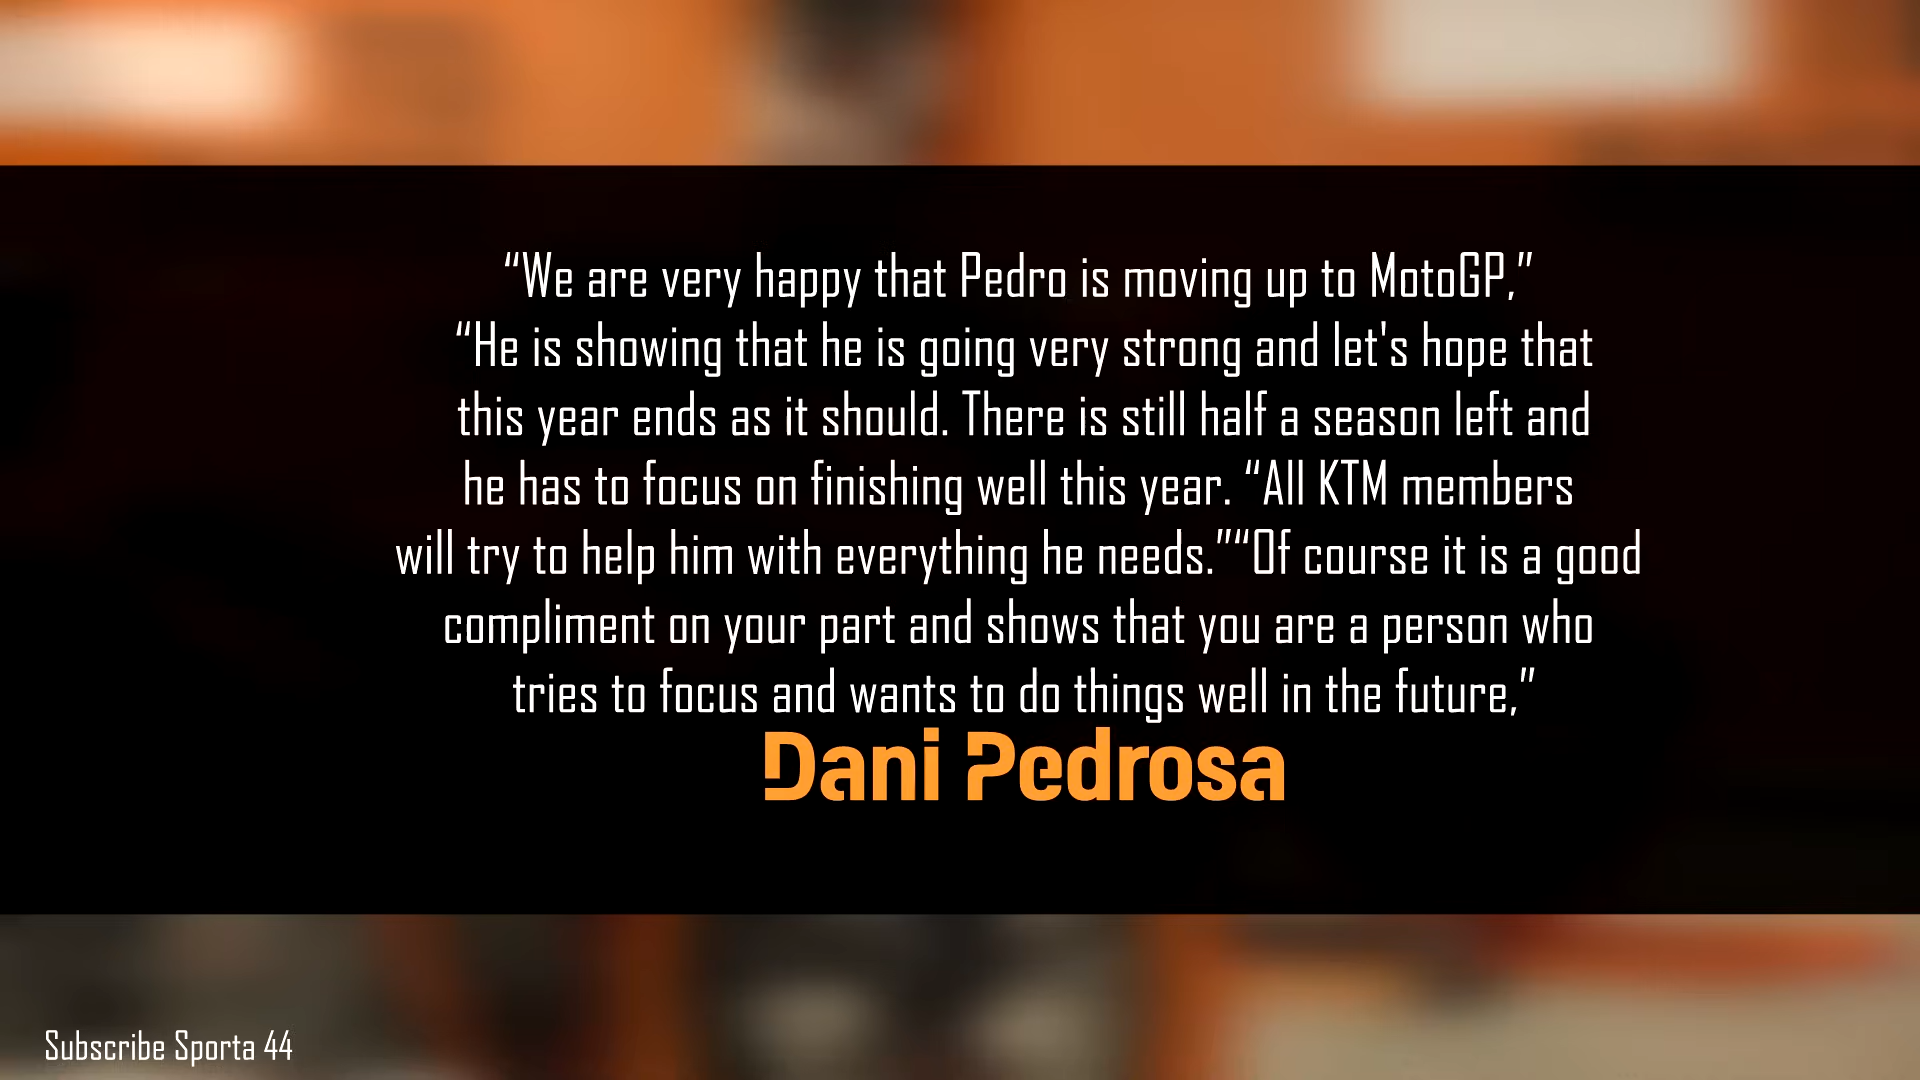 “We are very happy that Pedro is moving up to MotoGP,”
“He is showing that he is going very strong and let's hope that
this year ends as it should. There is still half a season left and
he has to focus on finishing well this year. “All KTM members
will try to help him with everything he needs.”“Of course it is a good
compliment on your part and shows that you are a person who
tries to focus and wants to do things well in the future,”
Dani Pedrosa
Subscribe Sporta 44